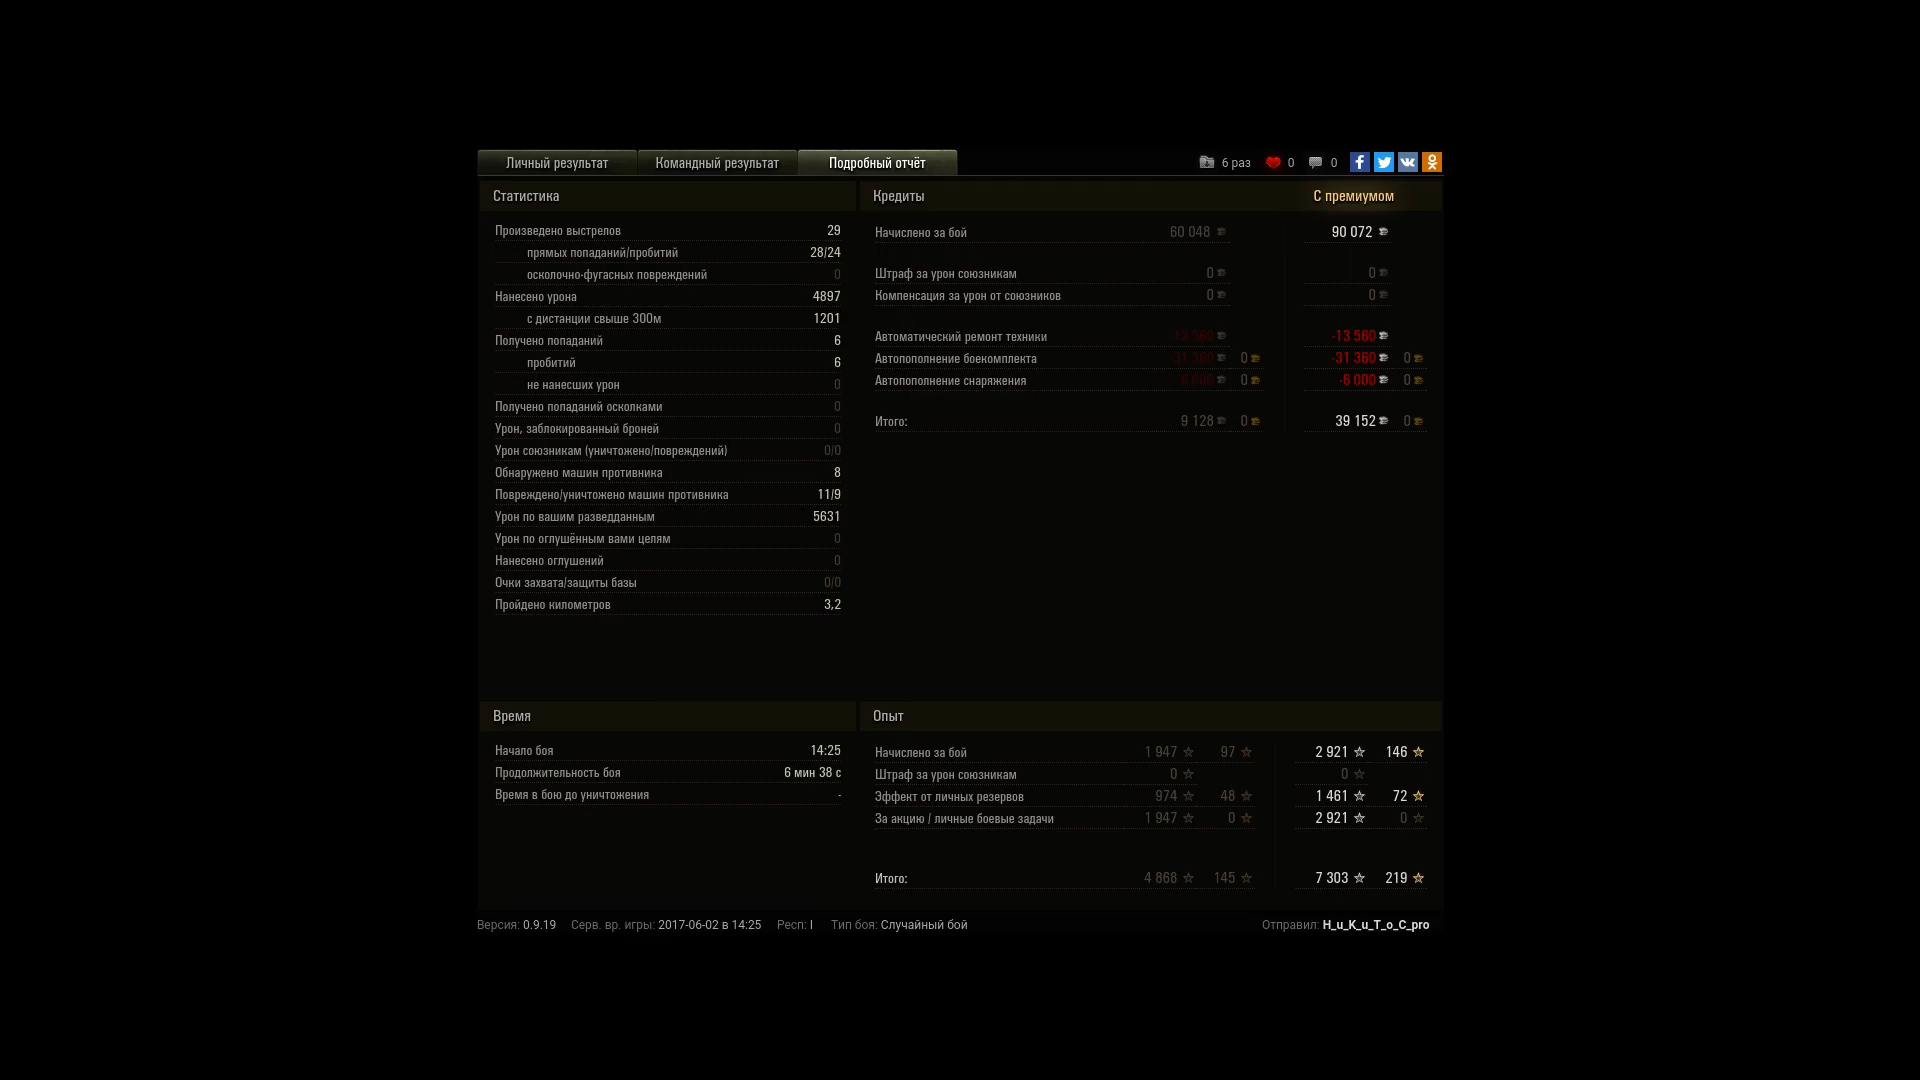 Личный результат Командный результат Подробный отчёт 6 раз 0 0
Статистика
Произведено выстрелов 29
прямых попаданий/пробитий 28/24
осколочно-фугасных повреждений 0
Нанесено урона 4897
с дистанции свыше 300м 1201
Получено попаданий 6
пробитий 6
не нанесших урон 0
Получено попаданий осколками 0
Урон, заблокированный броней 0
Урон союзникам (уничтожено/повреждений) 0/0
Обнаружено машин противника 8
Повреждено/уничтожено машин противника 11/9
Урон по вашим разведданным 5631
Урон по оглушённым вами целям 0
Нанесено оглушений 0
Очки захвата/защиты базы 0/0
Пройдено километров 3,2
Кредиты С премиумом
Начислено за бой 60 048 90 072
Штраф за урон союзникам 0 0
Компенсация за урон от союзников 0 0
Автоматический ремонт техники -13 560 -13 560
Автопополнение боекомплекта -31 360 0 -31 360 0
Автопополнение снаряжения -6 000 0 -6 000 0
Итого: 9 128 0 39 152 0
Время
Начало боя 14:25
Продолжительность боя 6 мин 38 с
Время в бою до уничтожения -
Опыт
Начислено за бой 1 947 97 2 921 146
Штраф за урон союзникам 0 0
Эффект от личных резервов 974 48 1 461 72
За акцию / личные боевые задачи 1 947 0 2 921 0
Итого: 4 868 145 7 303 219
Версия: 0.9.19 Серв. вр. игры: 2017-06-02 в 14:25 Респ: I Тип боя: Случайный бой Отправил: H_u_K_u_T_o_C_pro